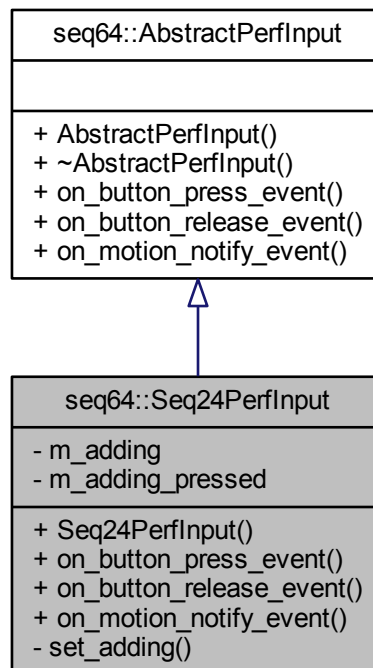 seq64::AbstractPerfInput
+ AbstractPerfInput()
+ ~AbstractPerfInput()
+ on_button_press_event()
+ on_button_release_event()
+ on_motion_notify_event()
seq64::Seq24PerfInput
- m_adding
- m_adding_pressed
+ Seq24PerfInput()
+ on_button_press_event()
+ on_button_release_event()
+ on_motion_notify_event()
- set_adding()